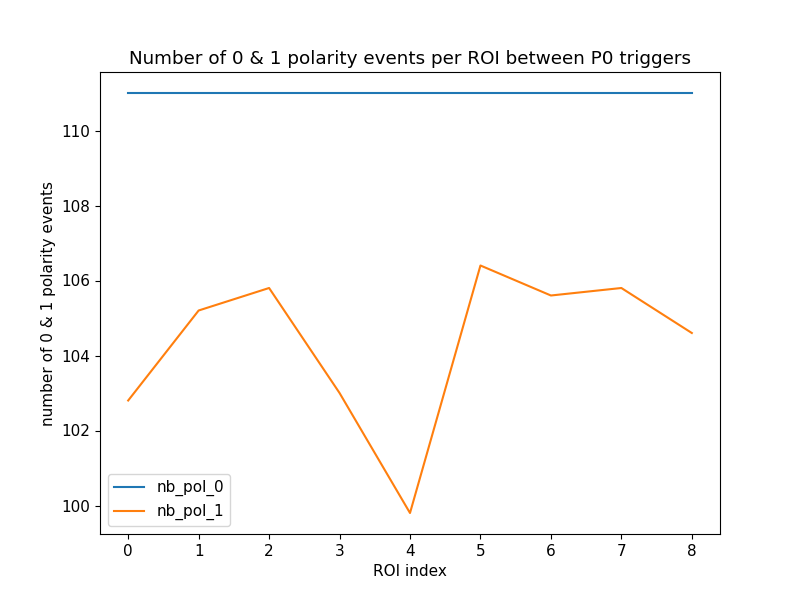 Number of 0 & 1 polarity events per ROI between P0 triggers
number of 0 & 1 polarity events
110
108
106
104
102
100
nb_pol_0
nb_pol_1
0 1 2 3 4 5 6 7 8
ROI index